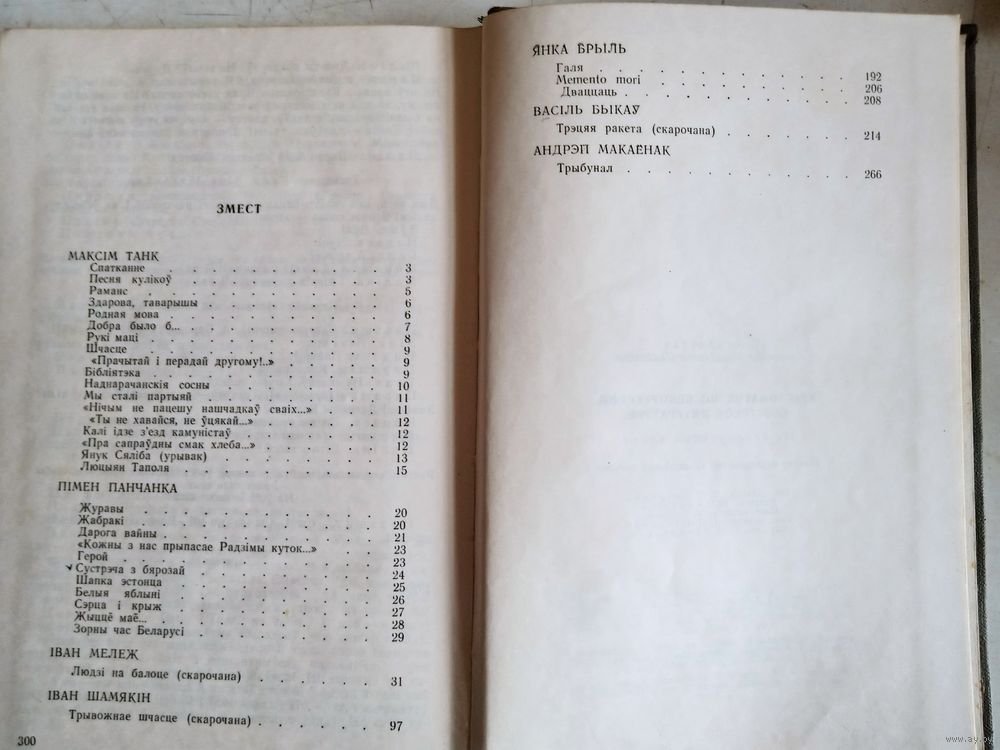 ЗМЕСТ
МАКСІМ ТАНК
Спатканне . . . . . . . . . . 3
Песня кулікоў . . . . . . . . . 3
Раманс . . . . . . . . . . . 5
Здарова, таварышы . . . . . . . . 6
Родная мова . . . . . . . . . . 6
Добра было б... . . . . . . . . . 7
Рукі маці . . . . . . . . . . 8
Шчасце . . . . . . . . . . . 9
«Прачытай і перадай другому!..» . . . . . 9
Бібліятэка . . . . . . . . . . 9
Наднарачанскія сосны . . . . . . . 10
Мы сталі партыяй . . . . . . . . 11
«Нічым не пацешу нашчадкаў сваіх...» . . . 11
«Ты не хавайся, не ўцякай...» . . . . . 12
Калі ідзе з'езд камуністаў . . . . . . 12
«Пра сапраўдны смак хлеба...» . . . . . 12
Янук Сяліба (урывак) . . . . . . . 13
Люцыян Таполя . . . . . . . . . 15
ПІМЕН ПАНЧАНКА
Журавы . . . . . . . . . . 20
Жабракі . . . . . . . . . . 20
Дарога вайны . . . . . . . . . 21
«Кожны з нас прыпасае Радзімы куток...» . . 23
Герой . . . . . . . . . . . 23
Сустрэча з бярозай . . . . . . . . 24
Шапка эстонца . . . . . . . . . 25
Белыя яблыні . . . . . . . . . 26
Сэрца і крыж . . . . . . . . . 27
Жыццё маё... . . . . . . . . . 28
Зорны час Беларусі . . . . . . . . 29
ІВАН МЕЛЕЖ
Людзі на балоце (скарочана) . . . . . . 31
ІВАН ШАМЯКІН
Трывожнае шчасце (скарочана) . . . . . . 97
300
ЯНКА БРЫЛЬ
Галя . . . . . . . . . . . 192
Memento mori . . . . . . . . . 206
Дваццаць . . . . . . . . . . 208
ВАСІЛЬ БЫКАЎ
Трэцяя ракета (скарочана) . . . . . . . 214
АНДРЭЙ МАКАЁНАК
Трыбунал . . . . . . . . . . 266
www.ay.by